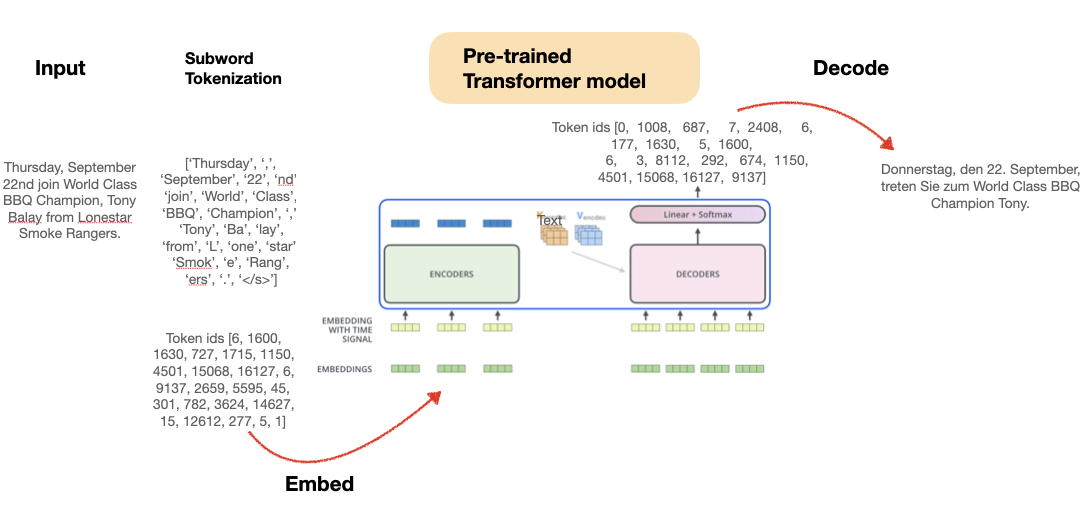 Input
Subword
Tokenization
Pre-trained
Transformer model
Decode
Thursday, September
22nd join World Class
BBQ Champion, Tony
Balay from Lonestar
Smoke Rangers.
[‘Thursday’, ‘,’,
‘September’, ‘22’, ‘nd’
‘join’, ‘World’, ‘Class’,
‘BBQ’, ‘Champion’, ‘,’
‘Tony’, ‘Ba’, ‘lay’,
‘from’, ‘L’, ‘one’, ‘star’
‘Smok’, ‘e’, ‘Rang’,
‘ers’, ‘.’, ‘</s>’]
Token ids [6, 1600,
1630, 727, 1715, 1150,
4501, 15068, 16127, 6,
9137, 2659, 5595, 45,
301, 782, 3624, 14627,
15, 12612, 277, 5, 1]
Embed
Token ids [0, 1008, 687, 7, 2408, 6,
177, 1630, 5, 1600,
6, 3, 8112, 292, 674, 1150,
4501, 15068, 16127, 9137]
Text
Linear + Softmax
ENCODERS
DECODERS
EMBEDDING
WITH TIME
SIGNAL
EMBEDDINGS
Donnerstag, den 22. September,
treten Sie zum World Class BBQ
Champion Tony.